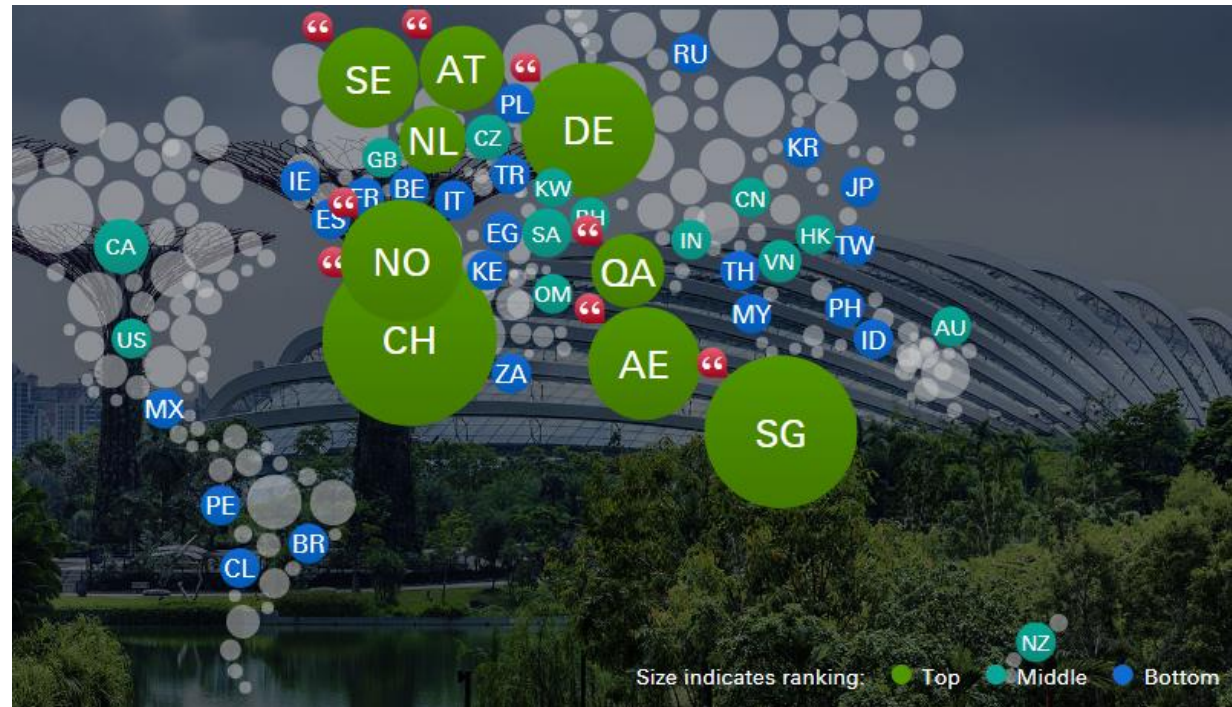 SE
AT
RU
PL
DE
NL
CZ
GB
KR
IE
BE
TR
KW
JP
ES
IT
CN
EG
SA
IN
HK
TW
CA
NO
KE
QA
TH
VN
OM
MY
PH
ID
AU
US
CH
AE
ZA
MX
SG
PE
BR
CL
NZ
Size indicates ranking: Top Middle Bottom